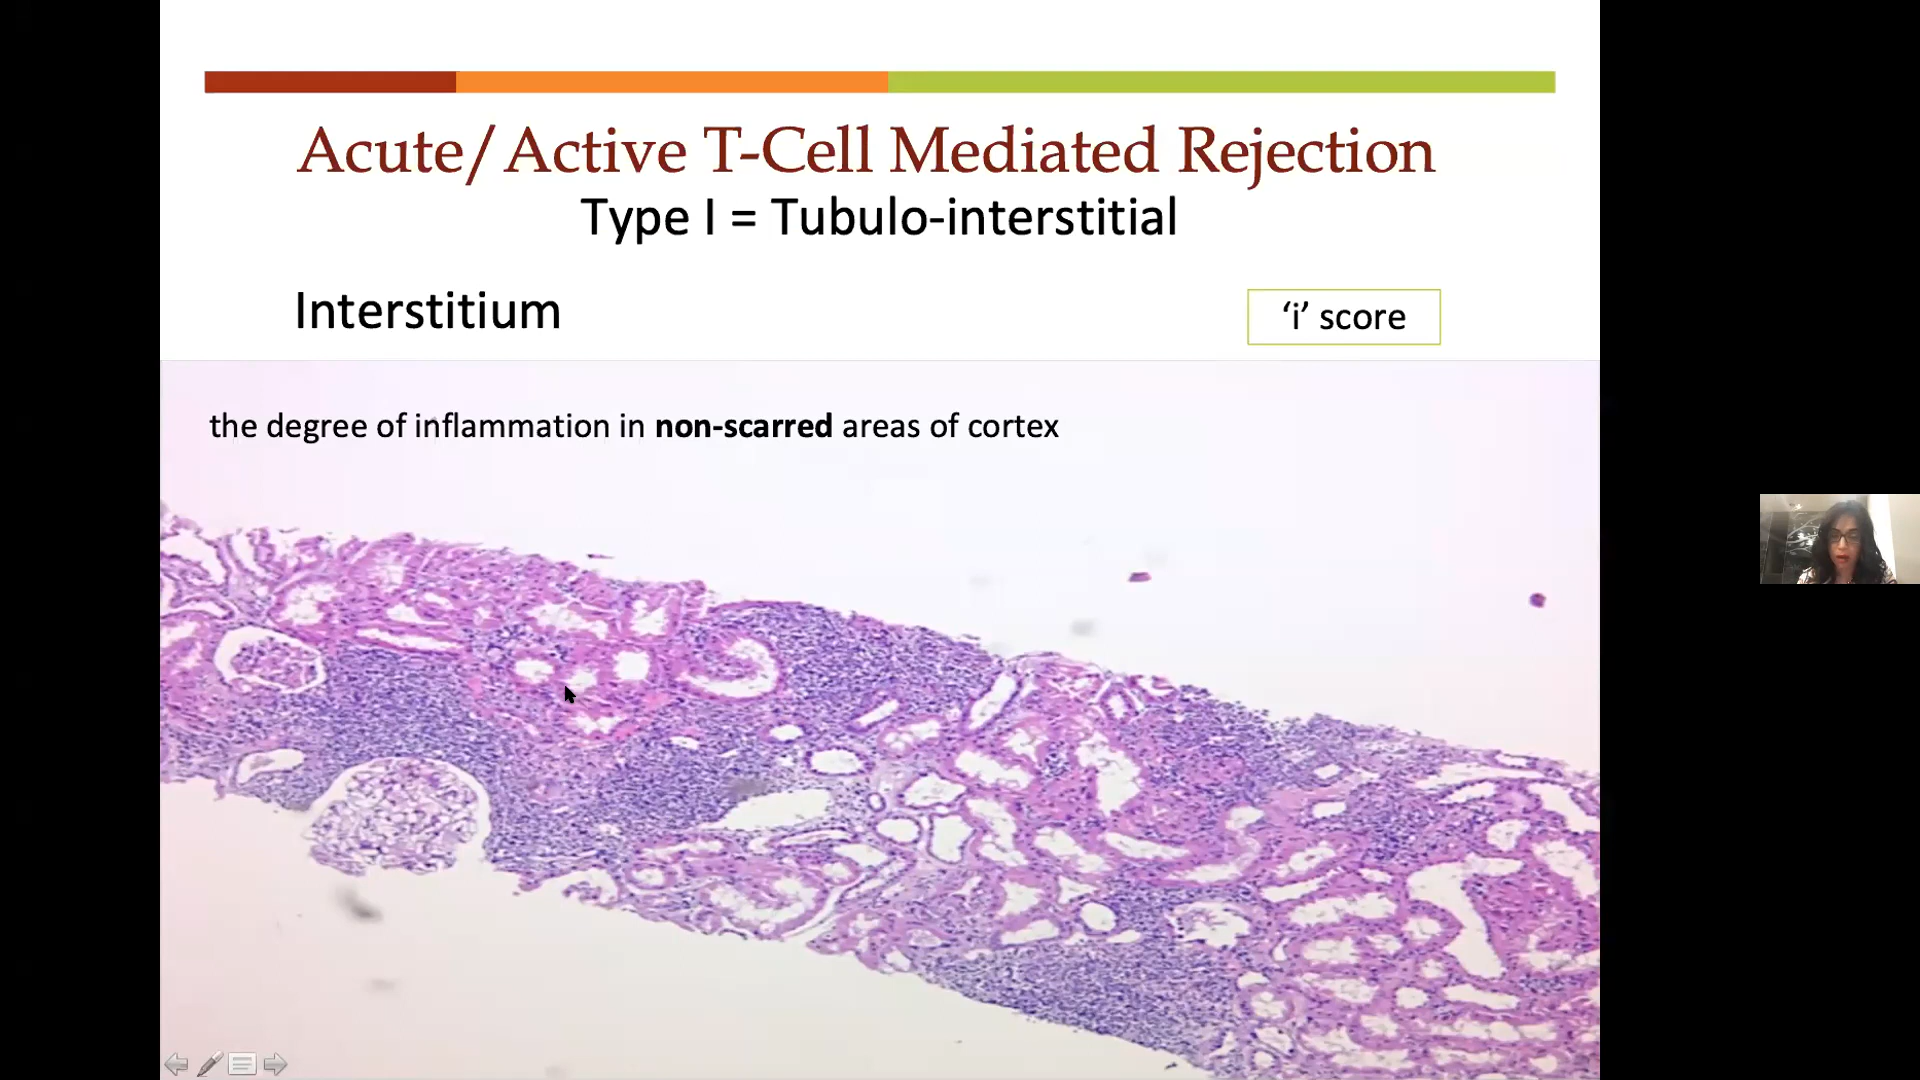 Acute/Active T-Cell Mediated Rejection
Type I = Tubulo-interstitial
Interstitium
‘i’ score
the degree of inflammation in non-scarred areas of cortex